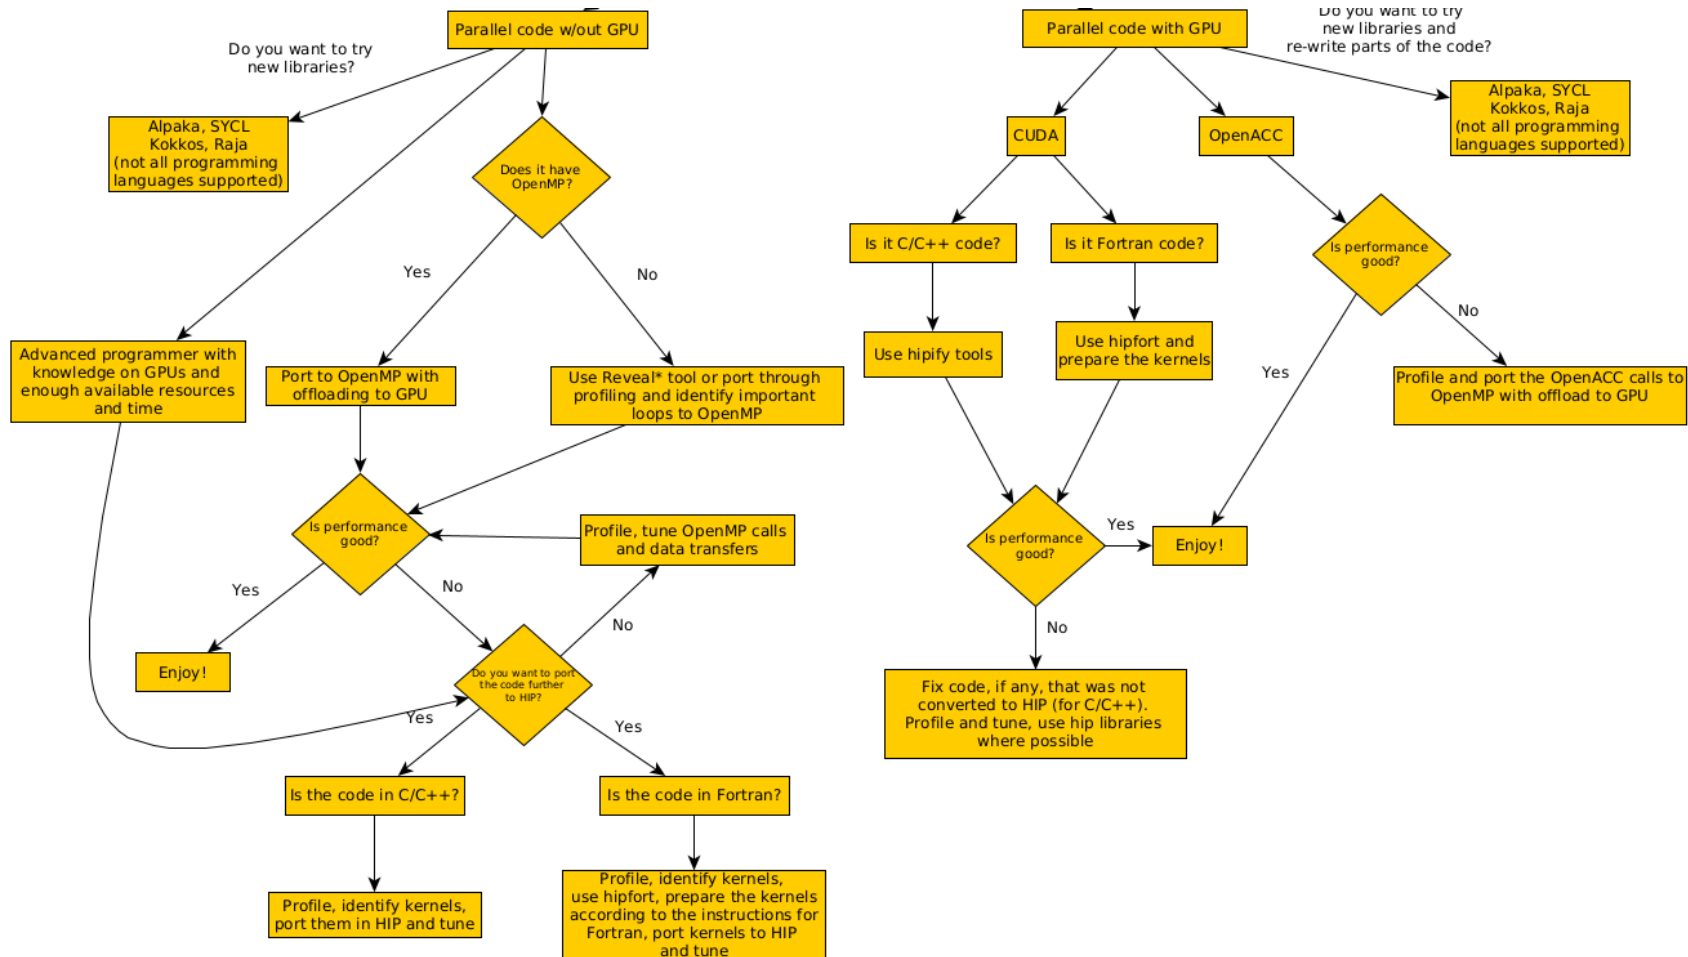 Parallel code w/out GPU
Do you want to try
new libraries?
Alpaka, SYCL
Kokkos, Raja
(not all programming
languages supported)
Does it have
OpenMP?
Yes
No
Advanced programmer with
knowledge on GPUs and
enough available resources
and time
Port to OpenMP with
offloading to GPU
Use Reveal* tool or port through
profiling and identify important
loops to OpenMP
Is performance
good?
Profile, tune OpenMP calls
and data transfers
Yes
No
No
Enjoy!
Do you want to port
the code further
to HIP?
Yes
Yes
Is the code in C/C++?
Is the code in Fortran?
Profile, identify kernels,
port them in HIP and tune
Profile, identify kernels,
use hipfort, prepare the kernels
according to the instructions for
Fortran, port kernels to HIP
and tune
Parallel code with GPU
Do you want to try
new libraries and
re-write parts of the code?
Alpaka, SYCL
Kokkos, Raja
(not all programming
languages supported)
CUDA
OpenACC
Is it C/C++ code?
Is it Fortran code?
Is performance
good?
No
Yes
Use hipify tools
Use hipfort and
prepare the kernels
Profile and port the OpenACC calls to
OpenMP with offload to GPU
Is performance
good?
Yes
Enjoy!
No
Fix code, if any, that was not
converted to HIP (for C/C++).
Profile and tune, use hip libraries
where possible